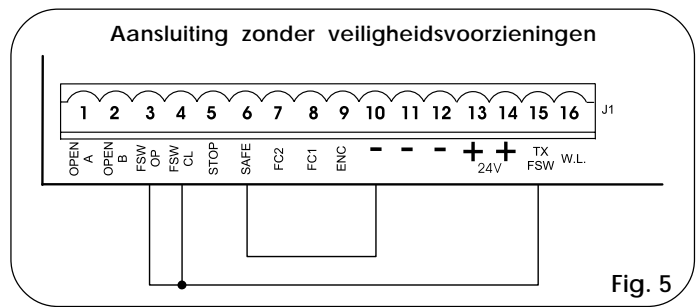 Aansluiting zonder veiligheidsvoorzieningen
1 2 3 4 5 6 7 8 9 10 11 12 13 14 15 16 J1
OPEN A OPEN B FSW OP FSW CL STOP SAFE FC2 FC1 ENC - - - + + 24V TX FSW W.L.
Fig. 5